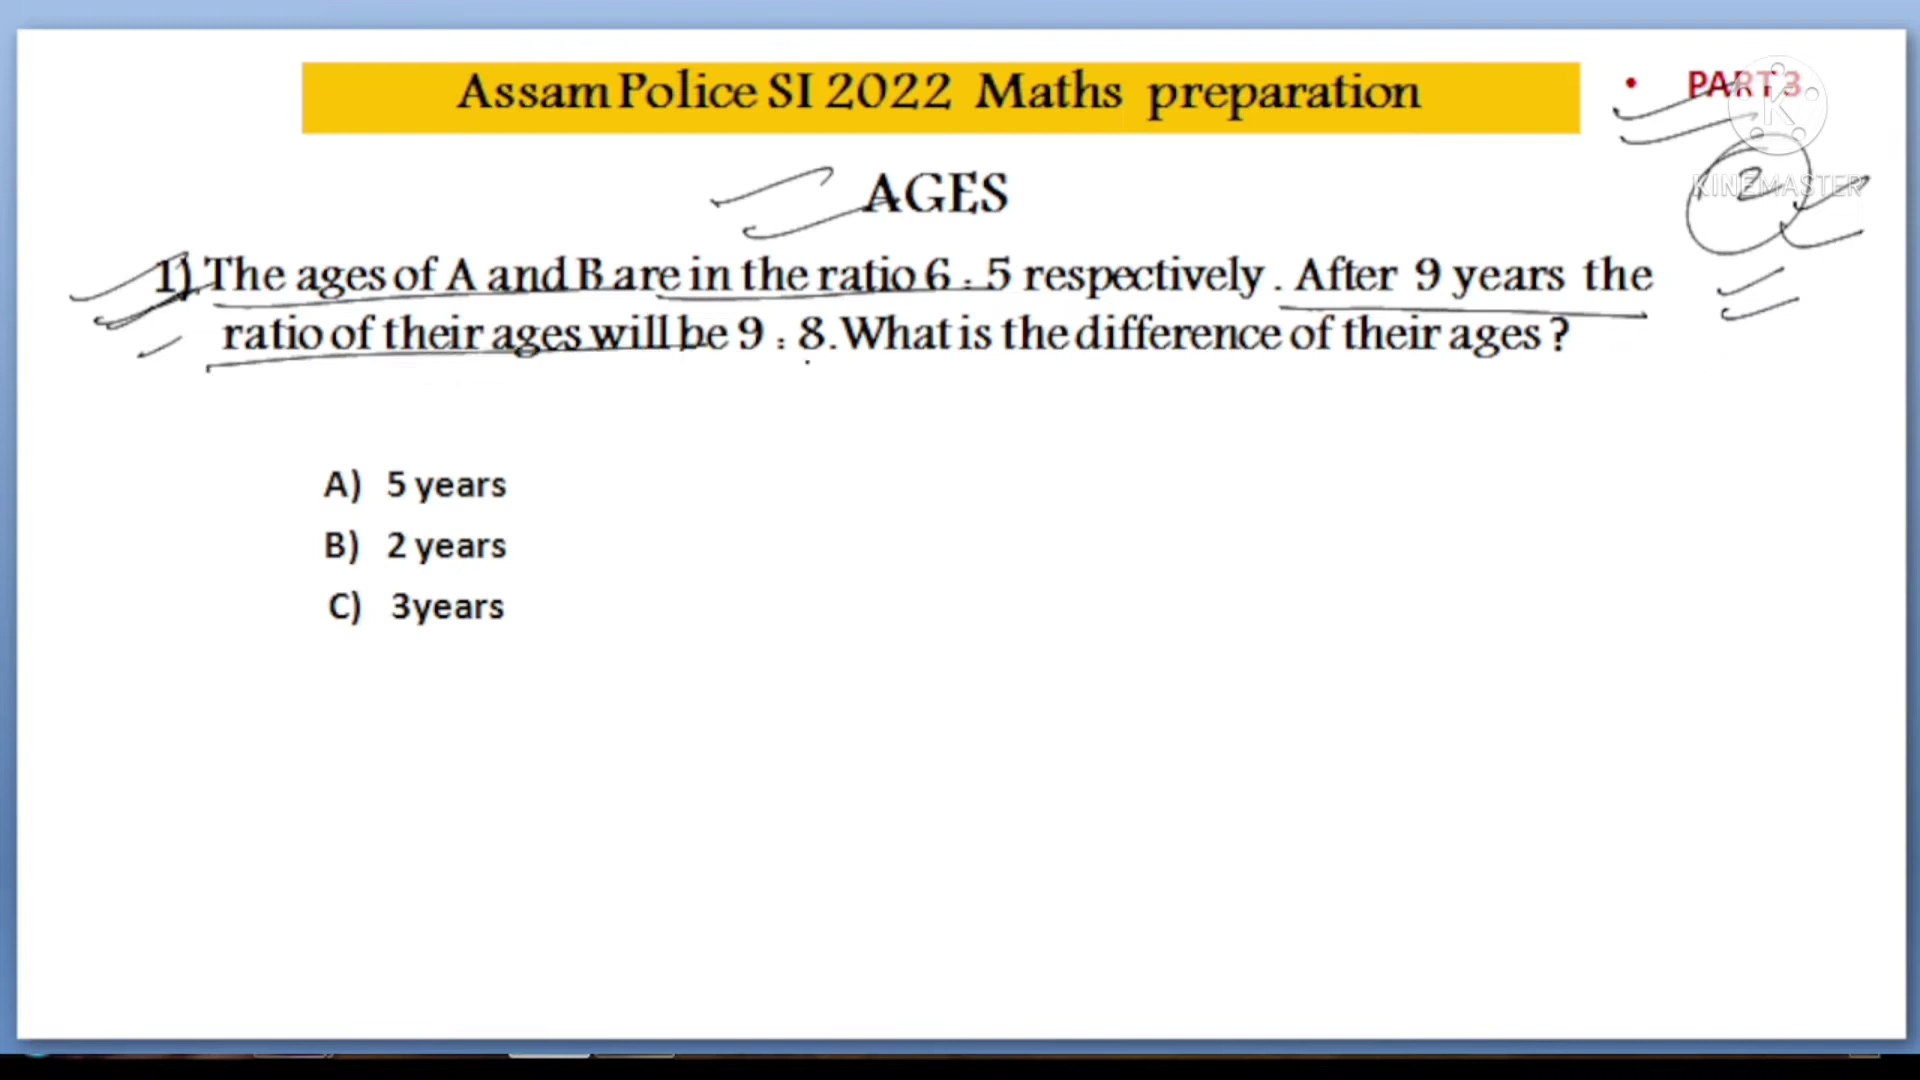 Assam Police SI 2022 Maths preparation
• PART 3
KINEMASTER
2
AGES
1) The ages of A and B are in the ratio 6 : 5 respectively . After 9 years the
ratio of their ages will be 9 : 8. What is the difference of their ages ?
A) 5 years
B) 2 years
C) 3years